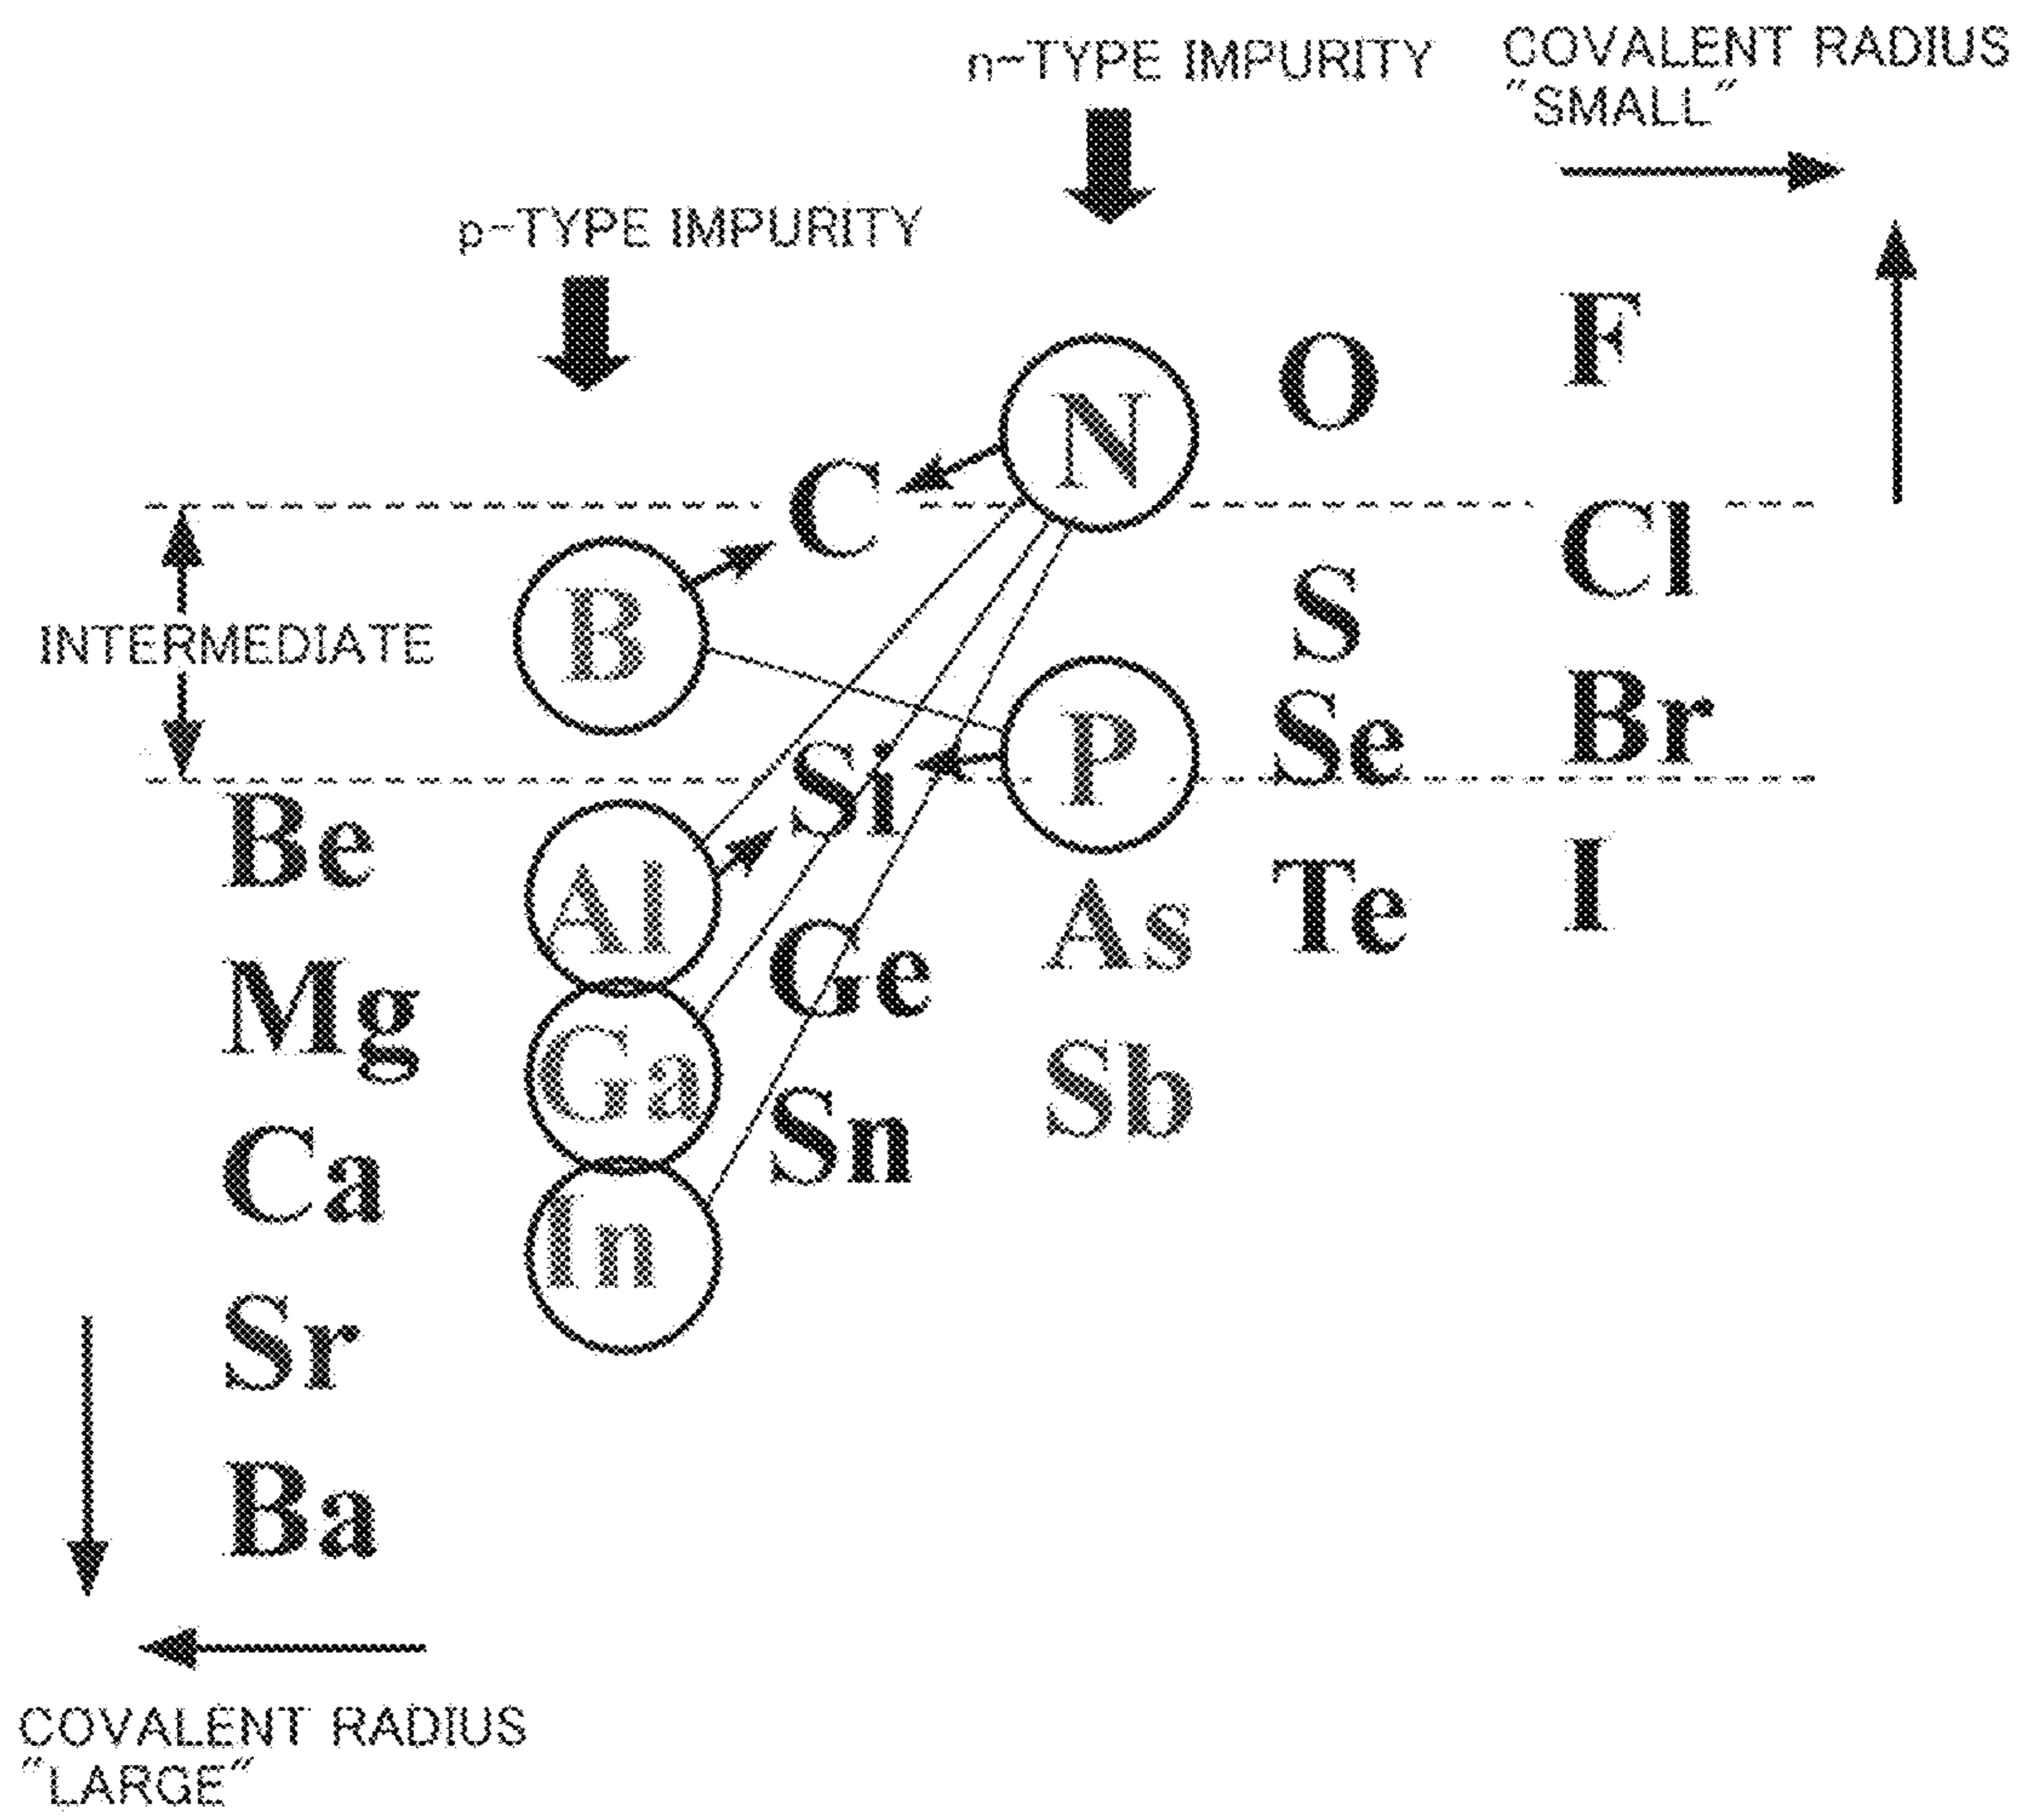 n-TYPE IMPURITY
COVALENT RADIUS
"SMALL"
p-TYPE IMPURITY
F
O
N
C
Cl
B
S
INTERMEDIATE
Br
Se
P
Si
Be
Al
As
Te
I
Ge
Mg
Ga
Sb
Sn
Ca
In
Sr
Ba
COVALENT RADIUS
"LARGE"